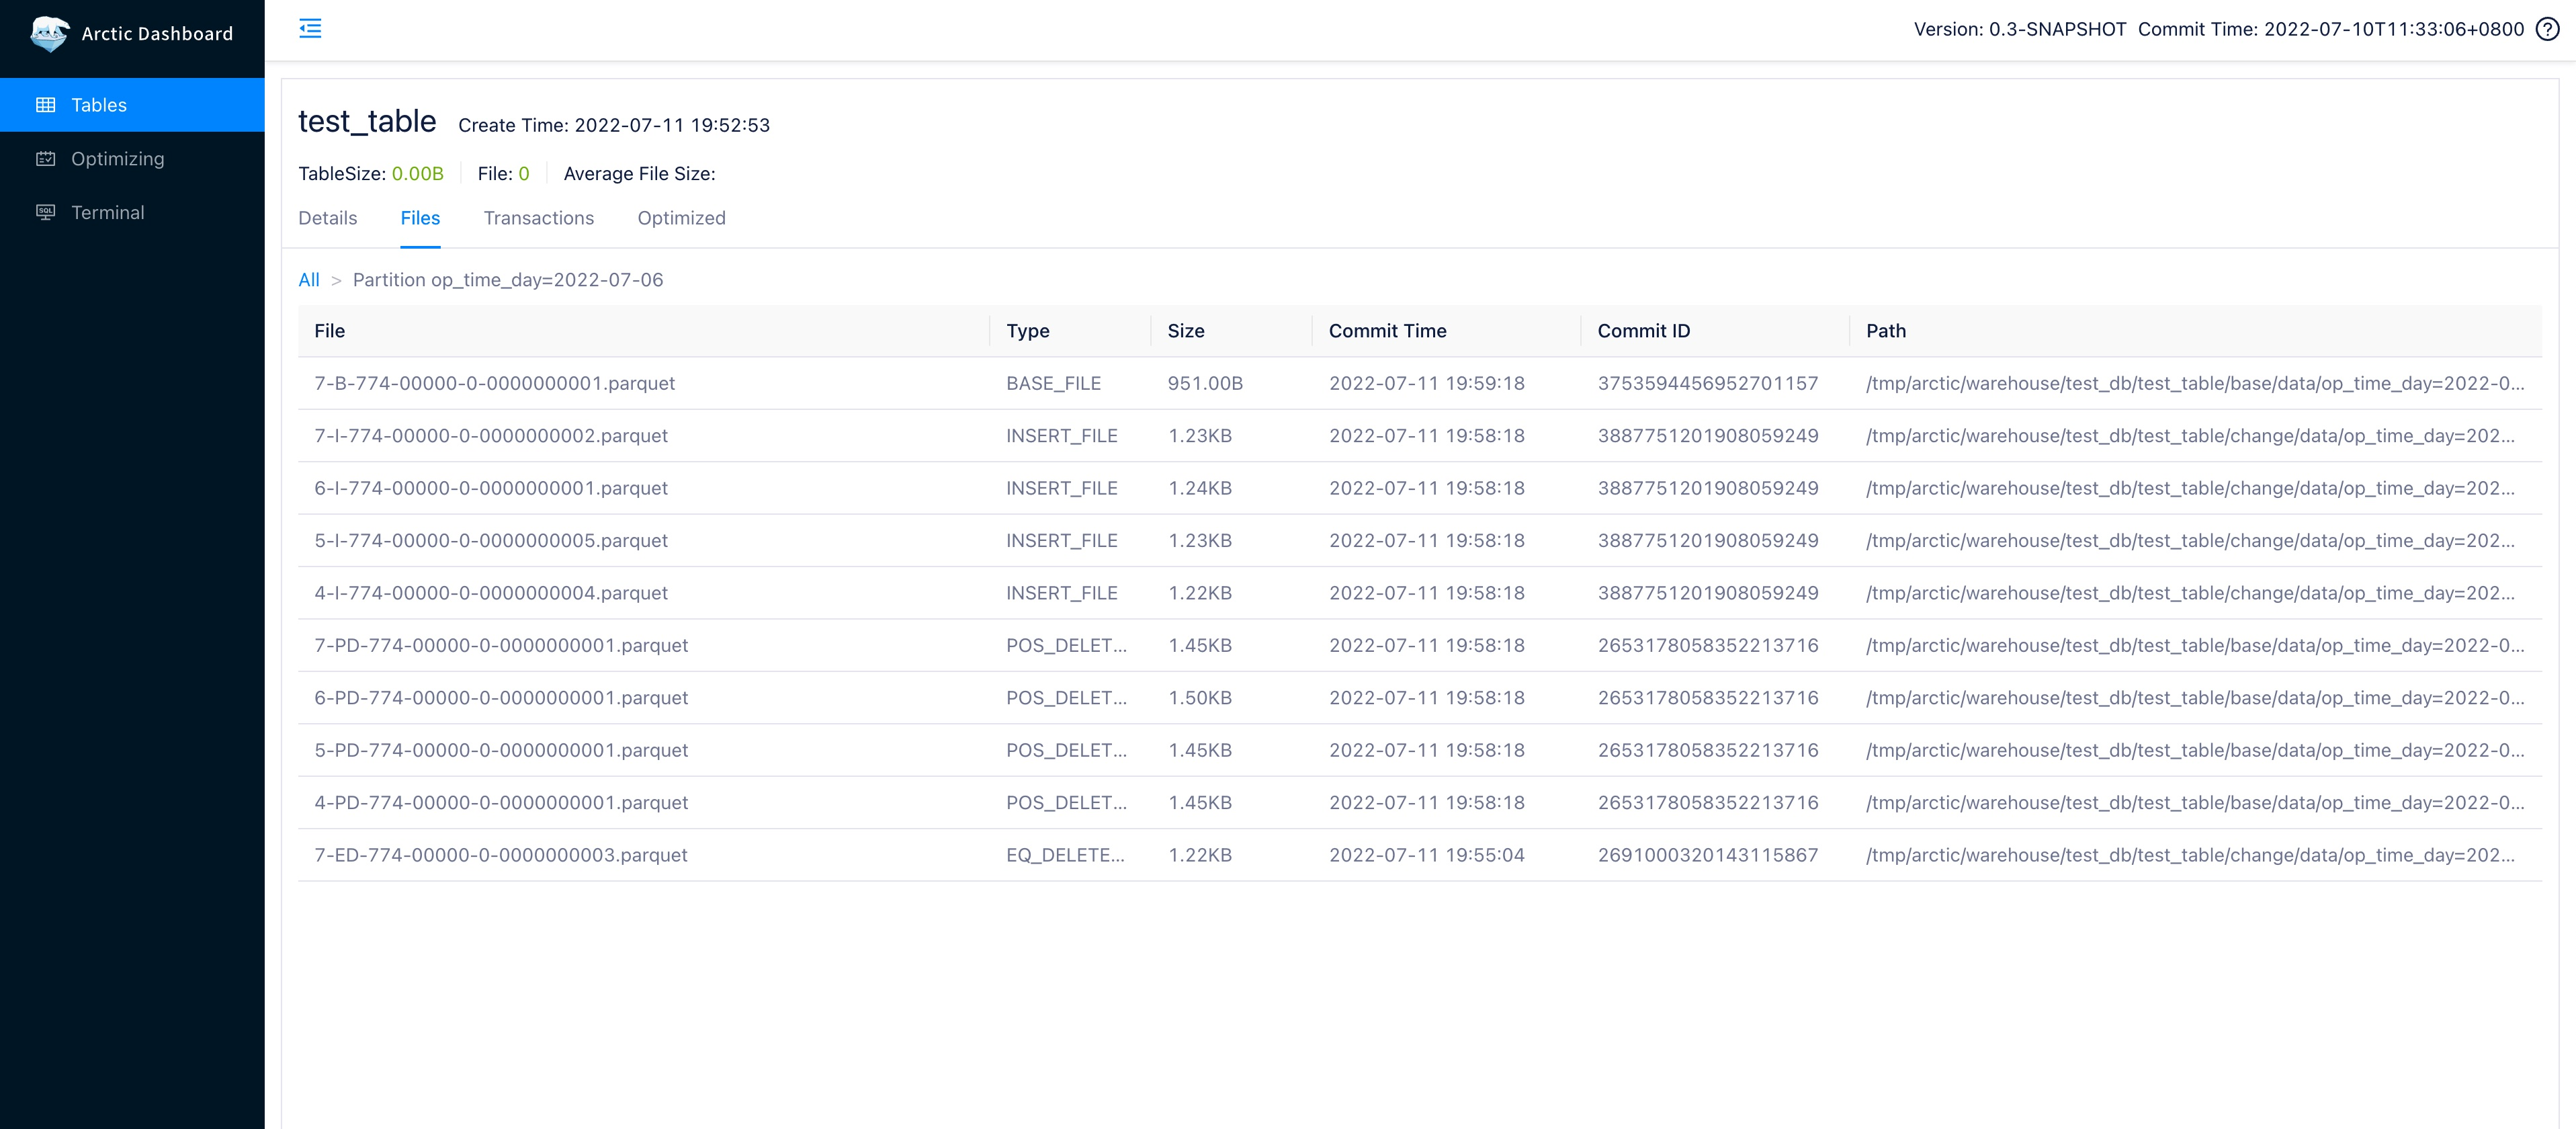 Arctic Dashboard
Version: 0.3-SNAPSHOT Commit Time: 2022-07-10T11:33:06+0800
Tables
Optimizing
Terminal
test_table Create Time: 2022-07-11 19:52:53
TableSize: 0.00B File: 0 Average File Size:
Details Files Transactions Optimized
All > Partition op_time_day=2022-07-06
File Type Size Commit Time Commit ID Path
7-B-774-00000-0-0000000001.parquet BASE_FILE 951.00B 2022-07-11 19:59:18 3753594456952701157 /tmp/arctic/warehouse/test_db/test_table/base/data/op_time_day=2022-0...
7-I-774-00000-0-0000000002.parquet INSERT_FILE 1.23KB 2022-07-11 19:58:18 3887751201908059249 /tmp/arctic/warehouse/test_db/test_table/change/data/op_time_day=202...
6-I-774-00000-0-0000000001.parquet INSERT_FILE 1.24KB 2022-07-11 19:58:18 3887751201908059249 /tmp/arctic/warehouse/test_db/test_table/change/data/op_time_day=202...
5-I-774-00000-0-0000000005.parquet INSERT_FILE 1.23KB 2022-07-11 19:58:18 3887751201908059249 /tmp/arctic/warehouse/test_db/test_table/change/data/op_time_day=202...
4-I-774-00000-0-0000000004.parquet INSERT_FILE 1.22KB 2022-07-11 19:58:18 3887751201908059249 /tmp/arctic/warehouse/test_db/test_table/change/data/op_time_day=202...
7-PD-774-00000-0-0000000001.parquet POS_DELET... 1.45KB 2022-07-11 19:58:18 2653178058352213716 /tmp/arctic/warehouse/test_db/test_table/base/data/op_time_day=2022-0...
6-PD-774-00000-0-0000000001.parquet POS_DELET... 1.50KB 2022-07-11 19:58:18 2653178058352213716 /tmp/arctic/warehouse/test_db/test_table/base/data/op_time_day=2022-0...
5-PD-774-00000-0-0000000001.parquet POS_DELET... 1.45KB 2022-07-11 19:58:18 2653178058352213716 /tmp/arctic/warehouse/test_db/test_table/base/data/op_time_day=2022-0...
4-PD-774-00000-0-0000000001.parquet POS_DELET... 1.45KB 2022-07-11 19:58:18 2653178058352213716 /tmp/arctic/warehouse/test_db/test_table/base/data/op_time_day=2022-0...
7-ED-774-00000-0-0000000003.parquet EQ_DELETE... 1.22KB 2022-07-11 19:55:04 2691000320143115867 /tmp/arctic/warehouse/test_db/test_table/change/data/op_time_day=202...